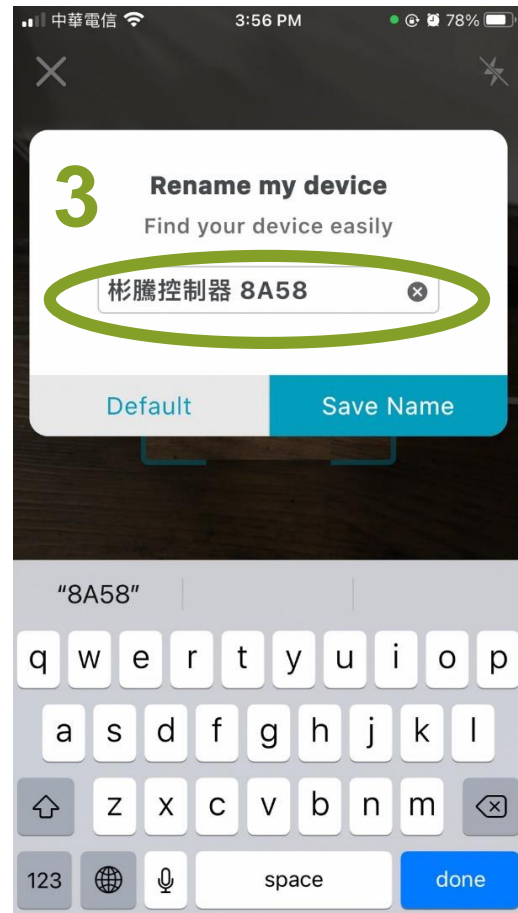 中華電信 3:56 PM 78%
3
Rename my device
Find your device easily
彬騰控制器 8A58
Default Save Name
“8A58”
q w e r t y u i o p
a s d f g h j k l
z x c v b n m
123 space done